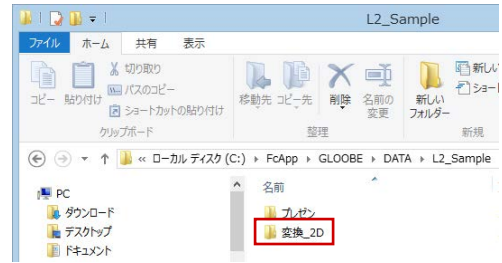 L2_Sample
ファイル ホーム 共有 表示
切り取り
パスのコピー
ショートカットの貼り付け
コピー 貼り付け
移動先 コピー先 削除 名前の
変更
新しい
フォルダー
クリップボード 整理 新規
« ローカル ディスク (C:) ▸ FcApp ▸ GLOOBE ▸ DATA ▸ L2_Sample
PC
ダウンロード
デスクトップ
ドキュメント
名前
プレゼン
変換_2D